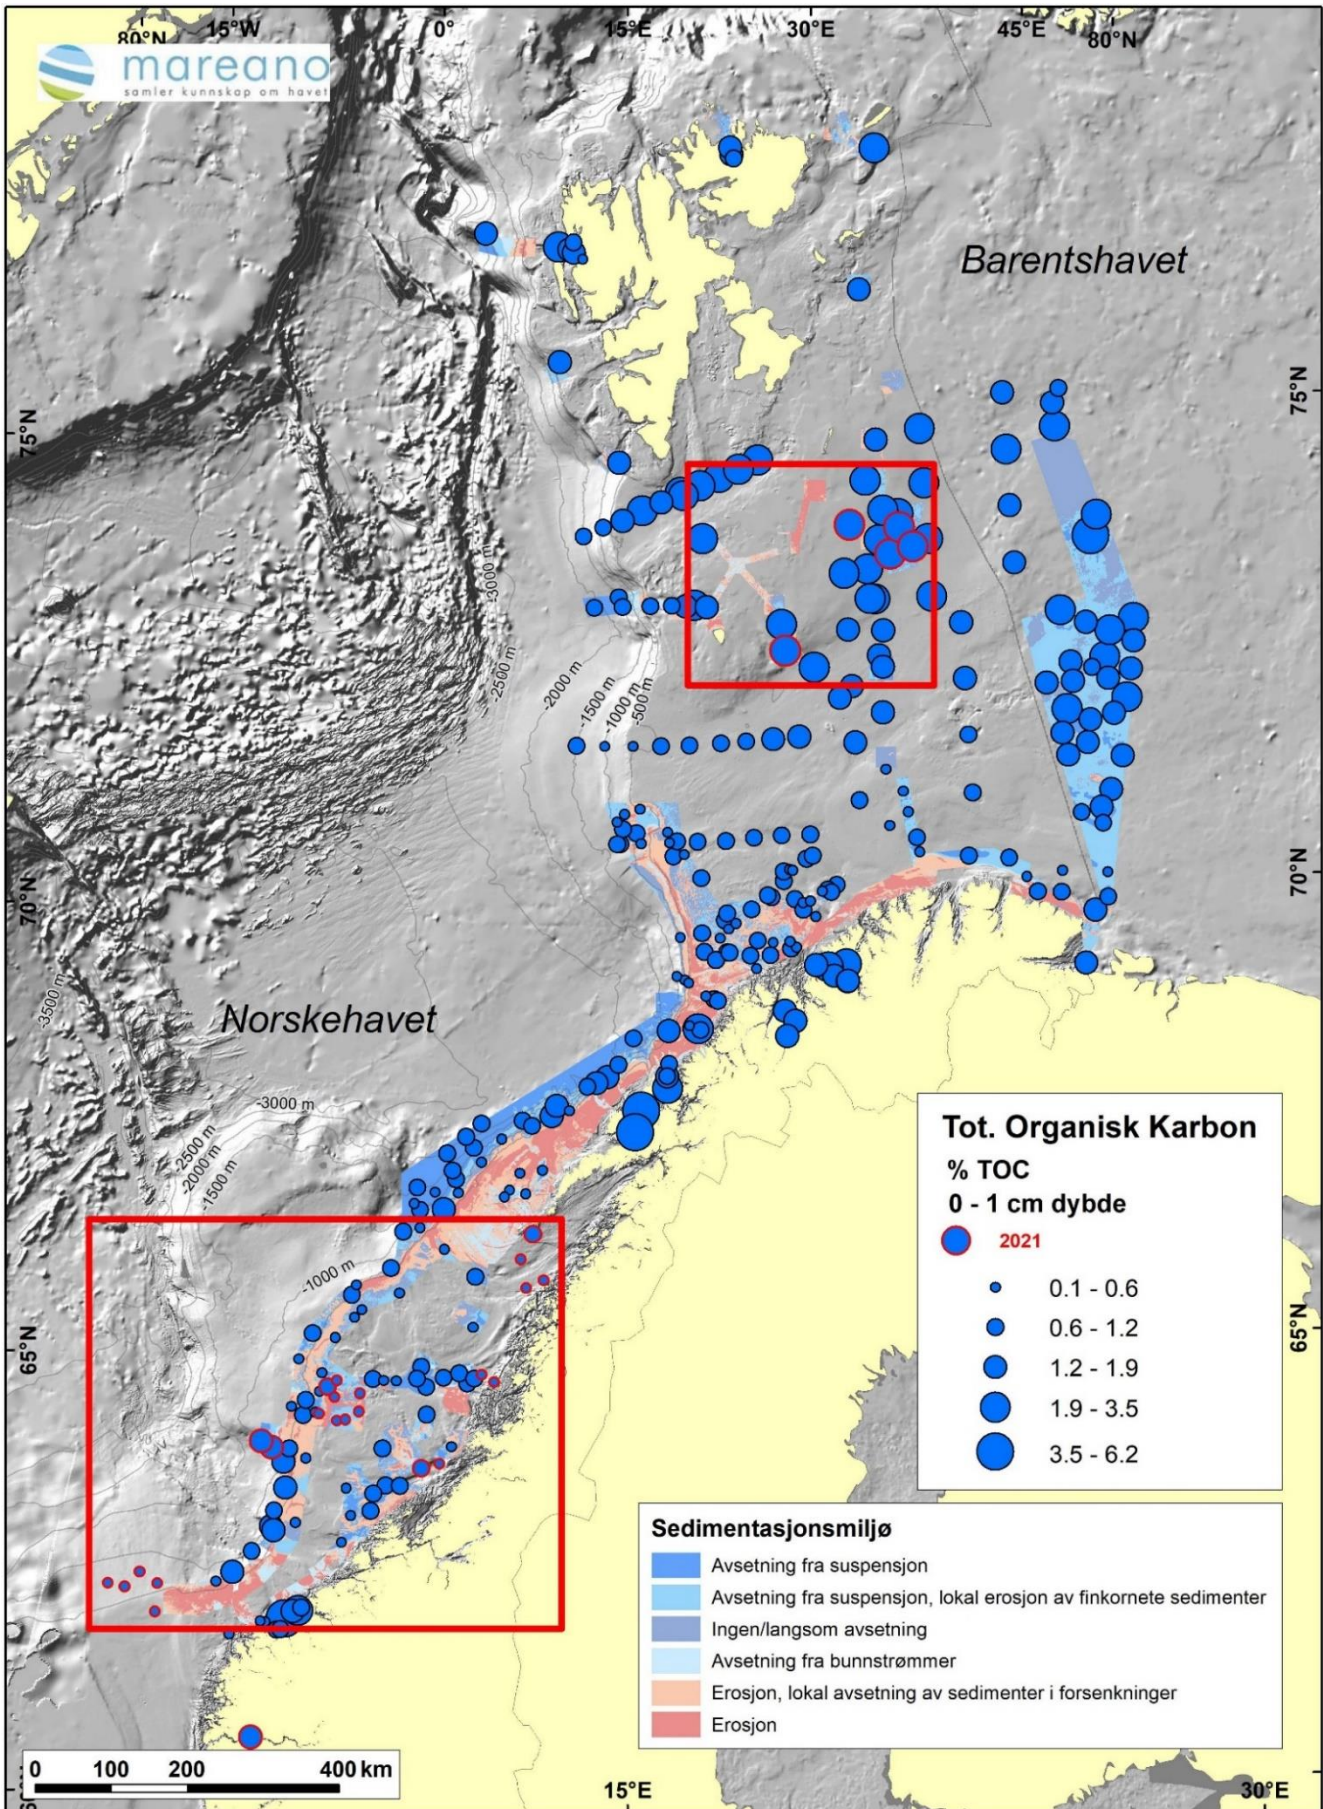 80°N
15°W
0°
15°E
30°E
45°E
80°N
mareano
samler kunnskap om havet
Barentshavet
75°N
75°N
-3000 m
-2500 m
-2000 m
-1500 m
-1000 m
-500 m
70°N
70°N
-3500 m
Norskehavet
-3000 m
-2500 m
-2000 m
-1500 m
-1000 m
65°N
65°N
Tot. Organisk Karbon
% TOC
0 - 1 cm dybde
2021
0.1 - 0.6
0.6 - 1.2
1.2 - 1.9
1.9 - 3.5
3.5 - 6.2
Sedimentasjonsmiljø
Avsetning fra suspensjon
Avsetning fra suspensjon, lokal erosjon av finkornete sedimenter
Ingen/langsom avsetning
Avsetning fra bunnstrømmer
Erosjon, lokal avsetning av sedimenter i forsenkninger
Erosjon
0 100 200 400 km
15°E
30°E